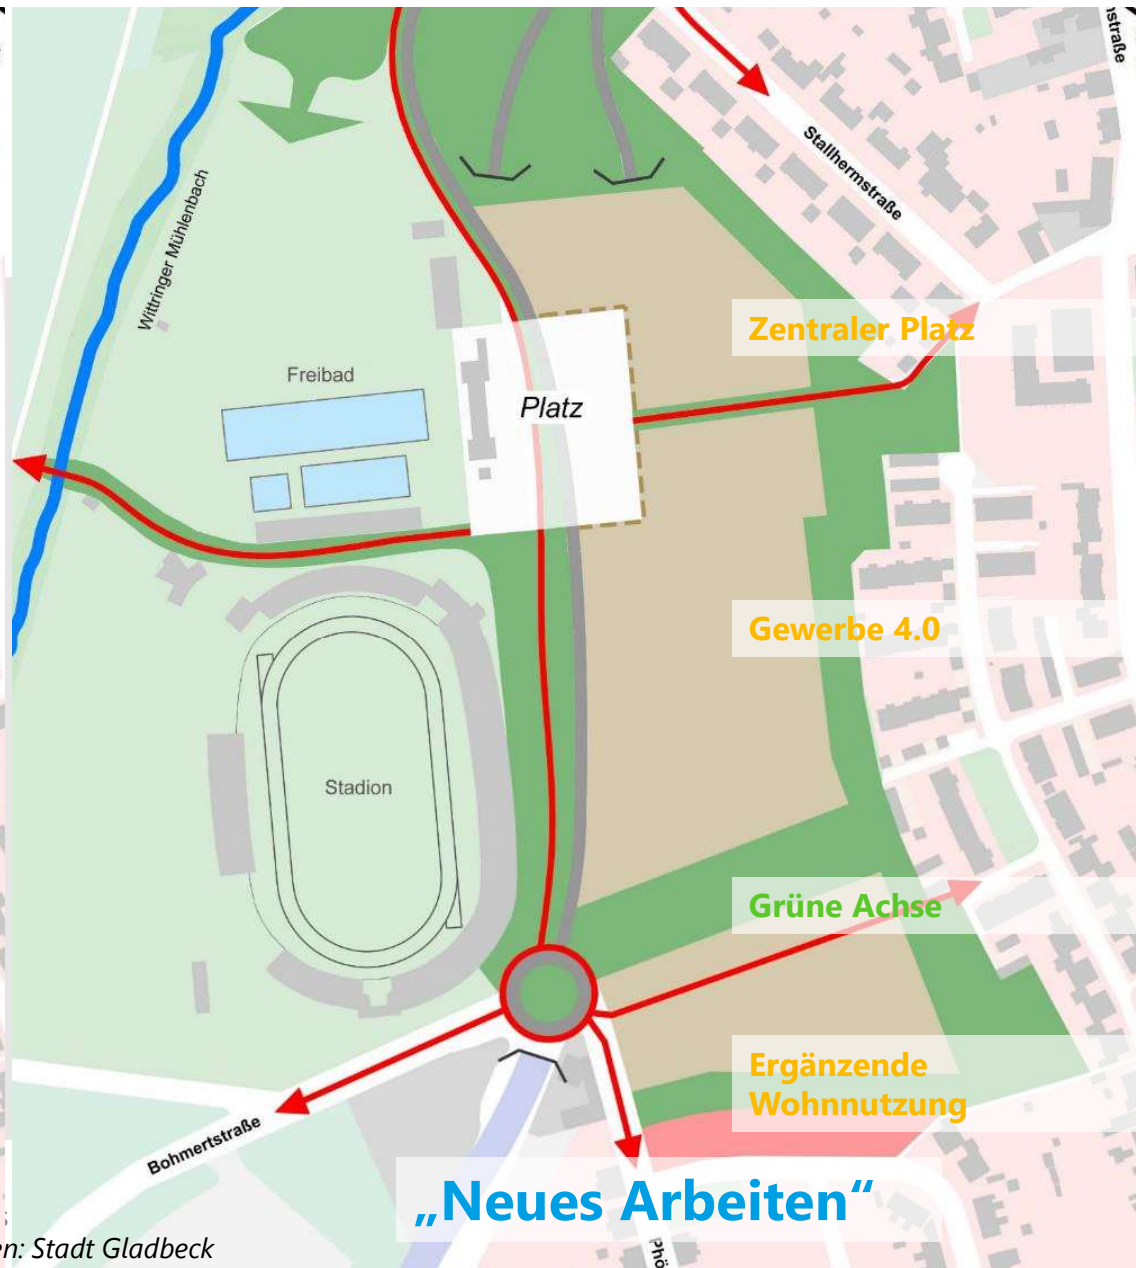 Stallhermstraße
Wittringer Mühlenbach
Zentraler Platz
Freibad
Platz
Gewerbe 4.0
Stadion
Grüne Achse
Ergänzende
Wohnnutzung
Bohmertstraße
„Neues Arbeiten“
Stadt Gladbeck